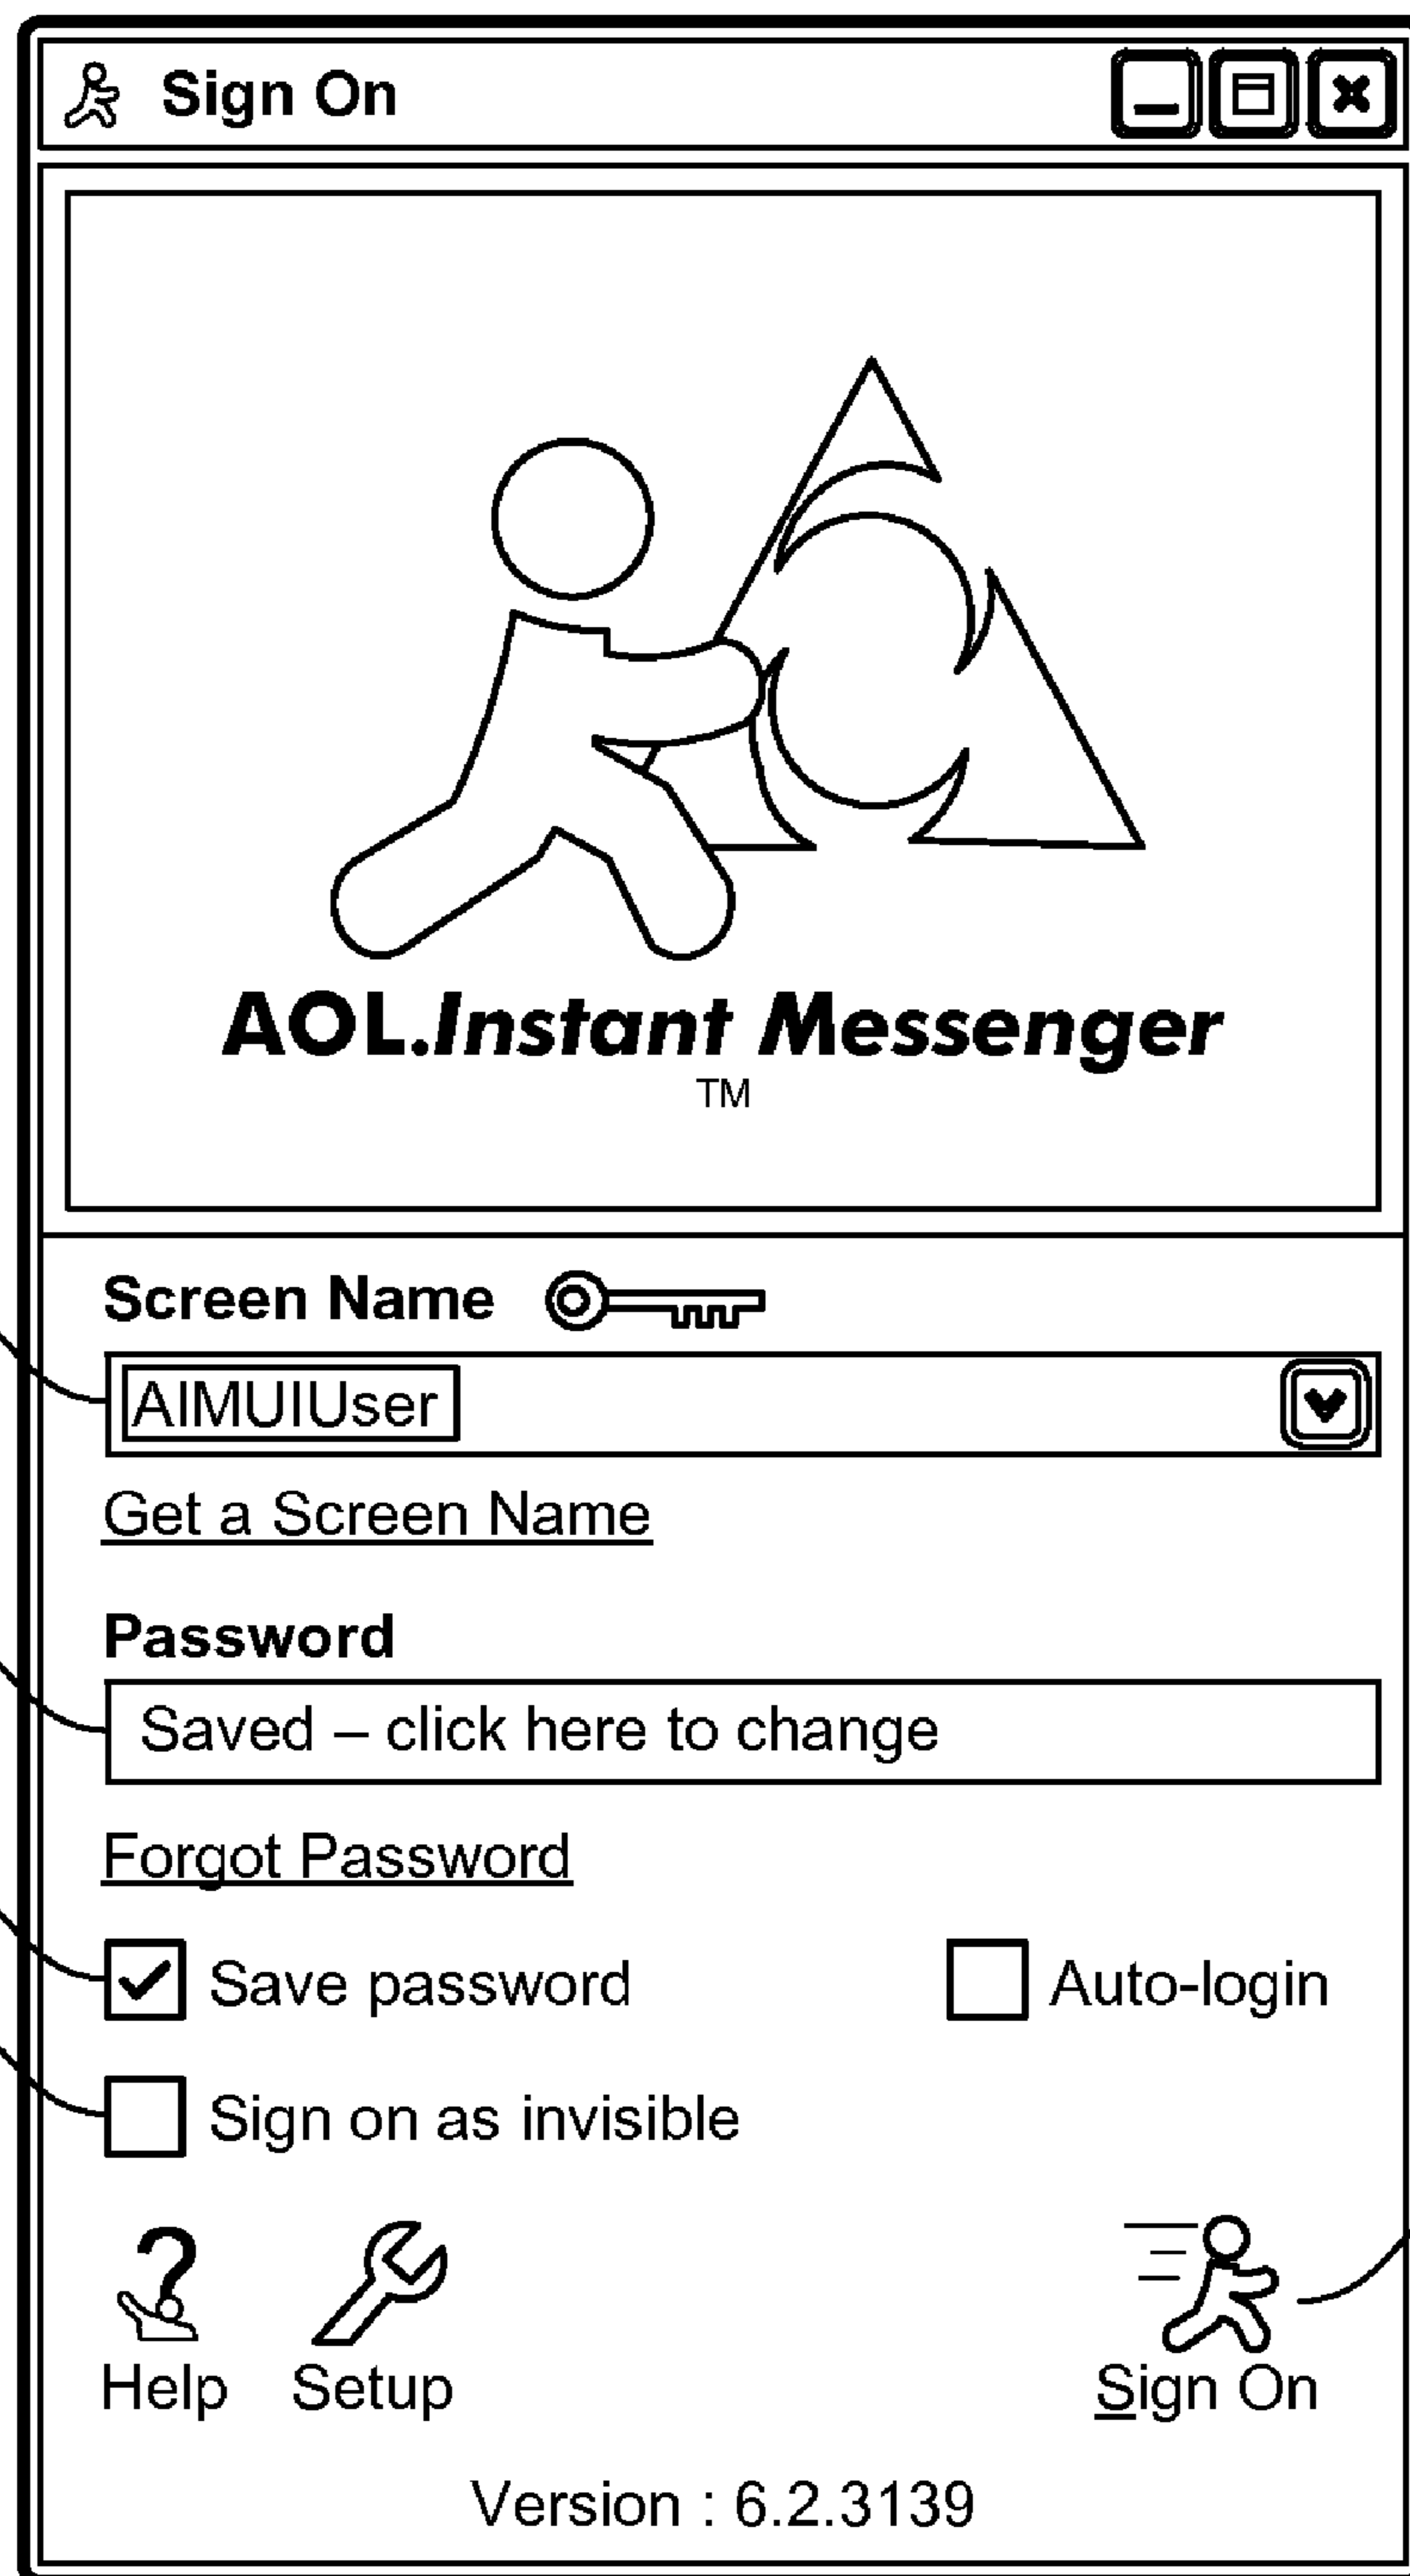 Sign On
AOL.Instant Messenger
TM
Screen Name
AIMUIUser
Get a Screen Name
Password
Saved – click here to change
Forgot Password
Save password Auto-login
Sign on as invisible
Help Setup Sign On
Version : 6.2.3139